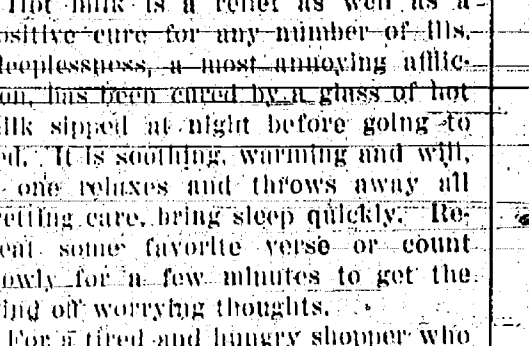 Hot milk is a relief as well as a
ositive cure for any number of ills.
leeplessness, a most annoying afflic-
on, has been cured by a glass of hot
ilk sipped at night before going to
ed. It is soothing, warming and will,
one relaxes and throws away all
retting care, bring sleep quickly. Re-
eat some favorite verse or count
owly for a few minutes to get the
ind off worrying thoughts.
For a tired and hungry shopper who